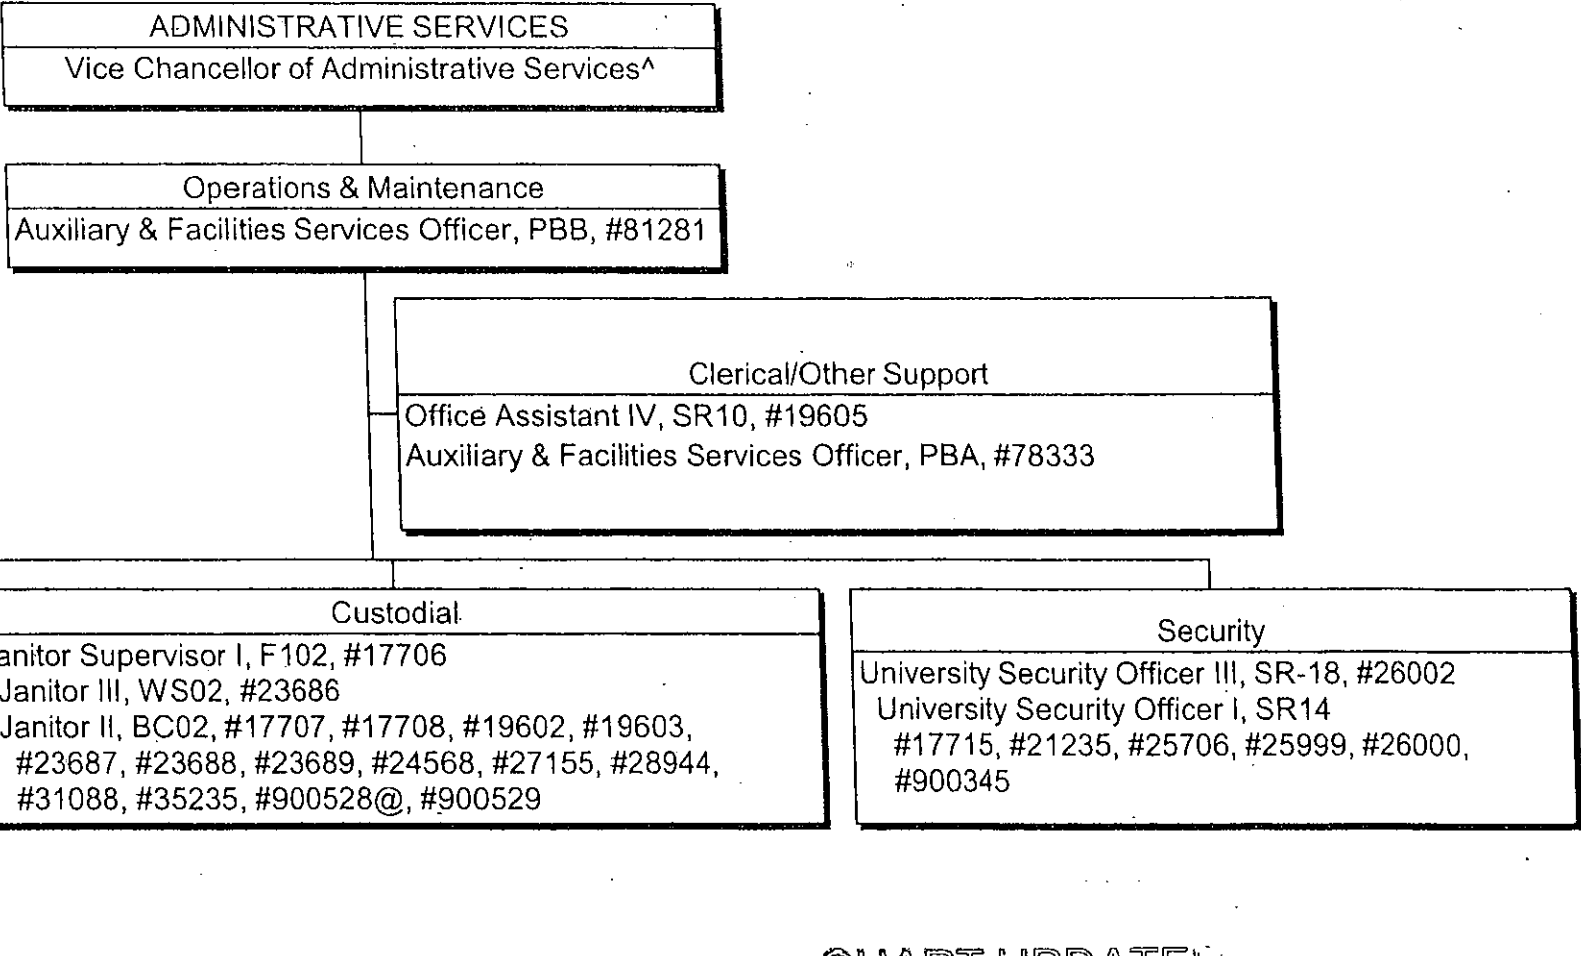 ADMINISTRATIVE SERVICES
Vice Chancellor of Administrative Services^
Operations & Maintenance
Auxiliary & Facilities Services Officer, PBB, #81281
Clerical/Other Support
Office Assistant IV, SR10, #19605
Auxiliary & Facilities Services Officer, PBA, #78333
Custodial
anitor Supervisor I, F102, #17706
Janitor III, WS02, #23686
Janitor II, BC02, #17707, #17708, #19602, #19603,
#23687, #23688, #23689, #24568, #27155, #28944,
#31088, #35235, #900528@, #900529
Security
University Security Officer III, SR-18, #26002
University Security Officer I, SR14
#17715, #21235, #25706, #25999, #26000,
#900345